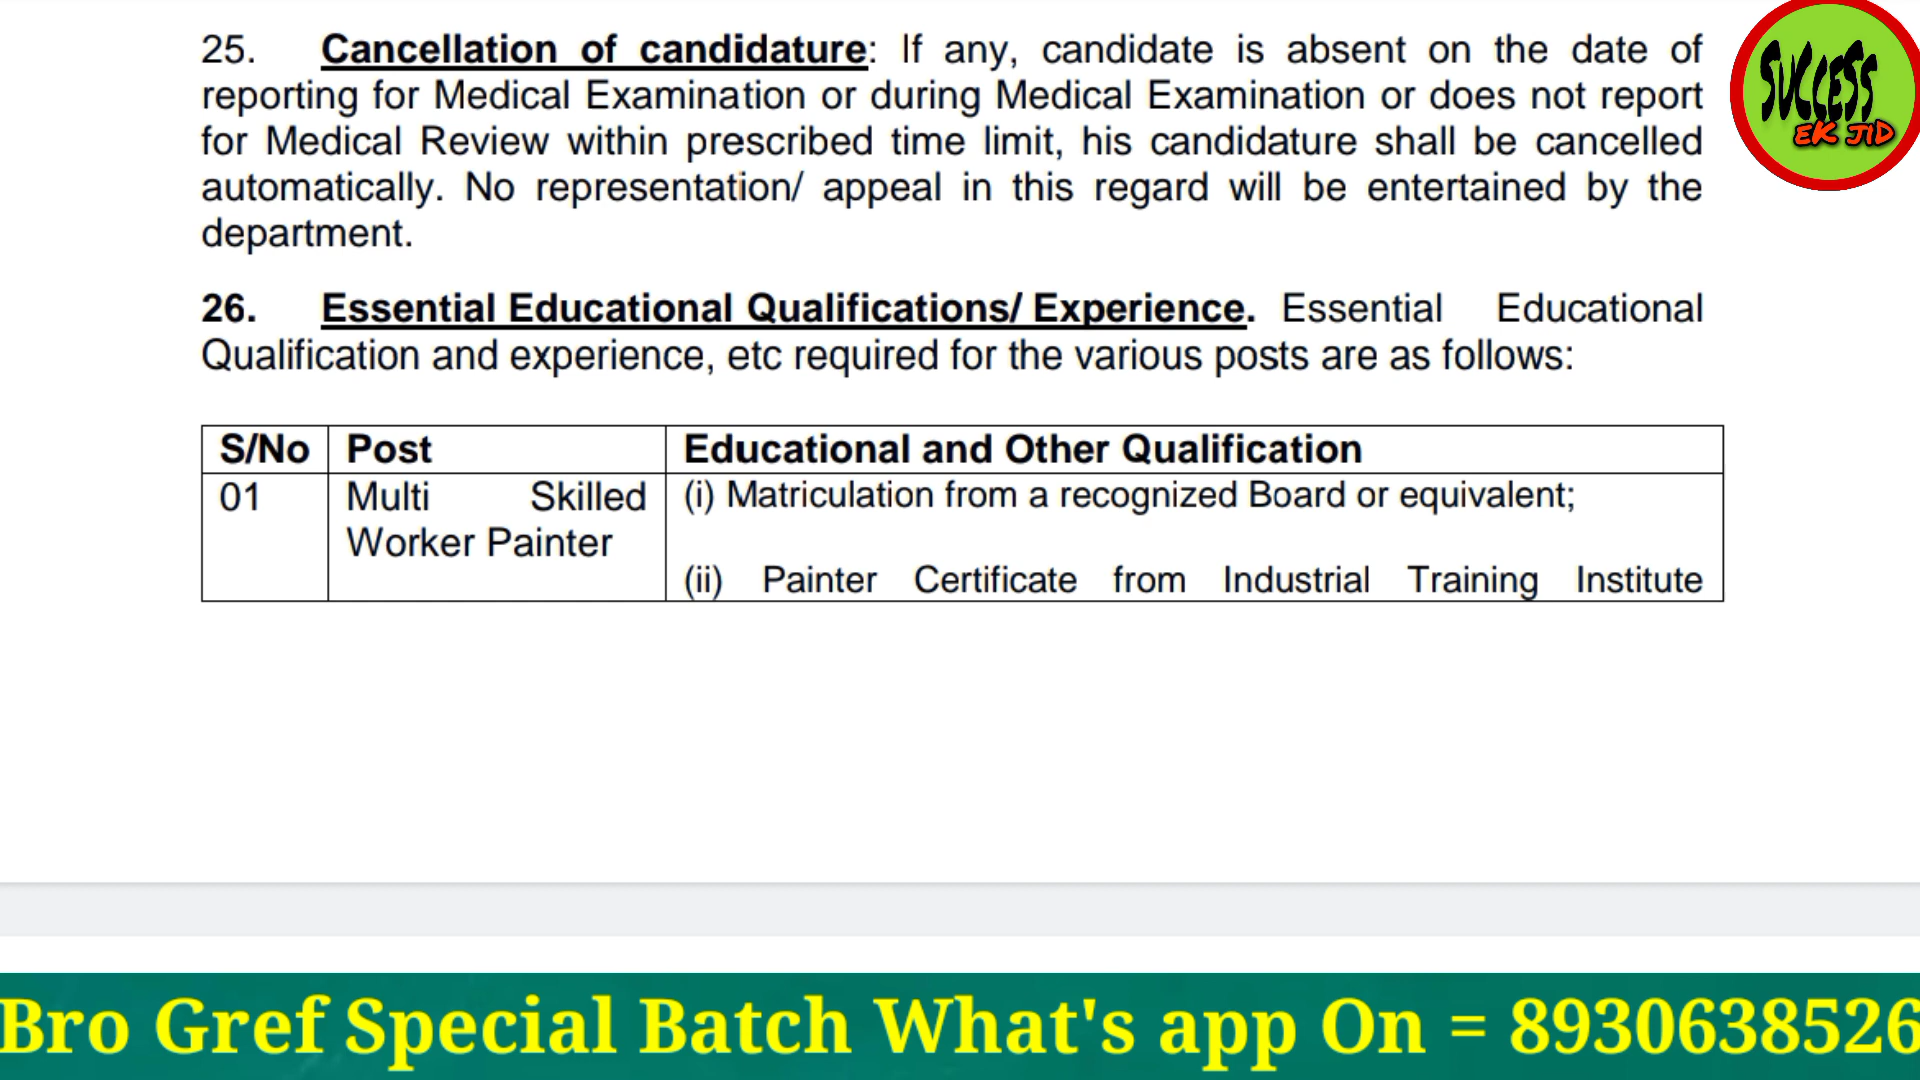 25. Cancellation of candidature: If any, candidate is absent on the date of
reporting for Medical Examination or during Medical Examination or does not report
for Medical Review within prescribed time limit, his candidature shall be cancelled
automatically. No representation/ appeal in this regard will be entertained by the
department.
26. Essential Educational Qualifications/ Experience. Essential Educational
Qualification and experience, etc required for the various posts are as follows:
S/No Post Educational and Other Qualification
01 Multi Skilled (i) Matriculation from a recognized Board or equivalent;
Worker Painter
(ii) Painter Certificate from Industrial Training Institute
SUCCESS
EK JID
Bro Gref Special Batch What's app On = 8930638526